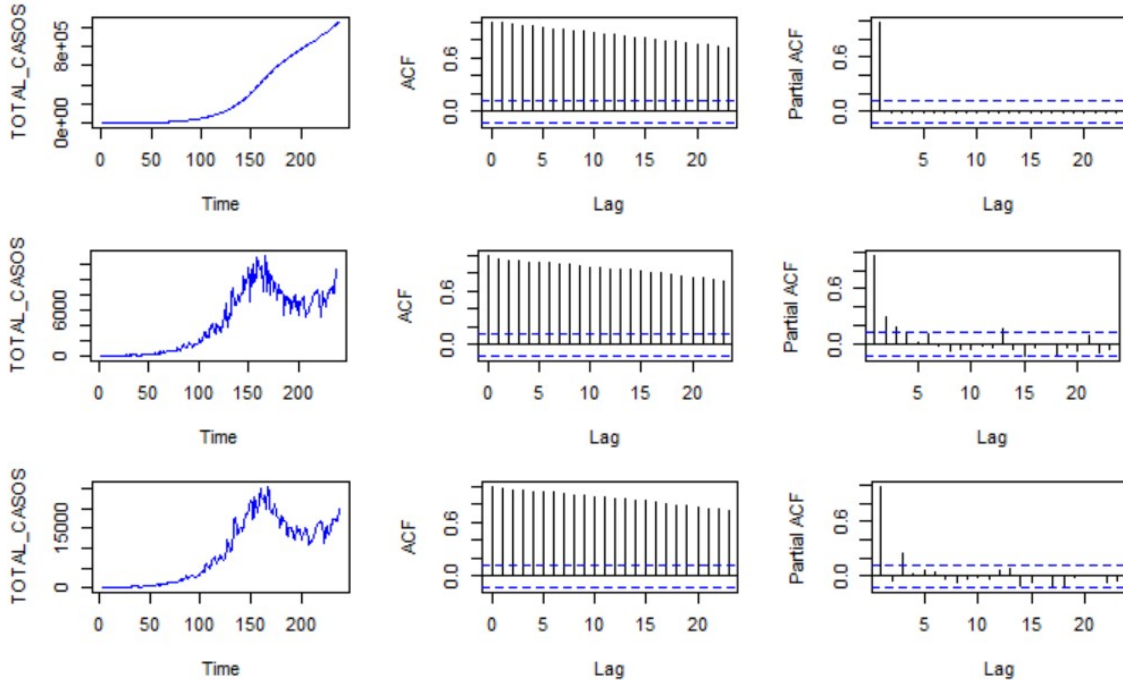 TOTAL_CASOS
0e+00 8e+05
0 50 100 150 200
Time
ACF
0.0 0.6
0 5 10 15 20
Lag
Partial ACF
0.0 0.6
5 10 15 20
Lag
TOTAL_CASOS
0 6000
0 50 100 150 200
Time
ACF
0.0 0.6
0 5 10 15 20
Lag
Partial ACF
0.0 0.6
5 10 15 20
Lag
TOTAL_CASOS
0 15000
0 50 100 150 200
Time
ACF
0.0 0.6
0 5 10 15 20
Lag
Partial ACF
0.0 0.6
5 10 15 20
Lag